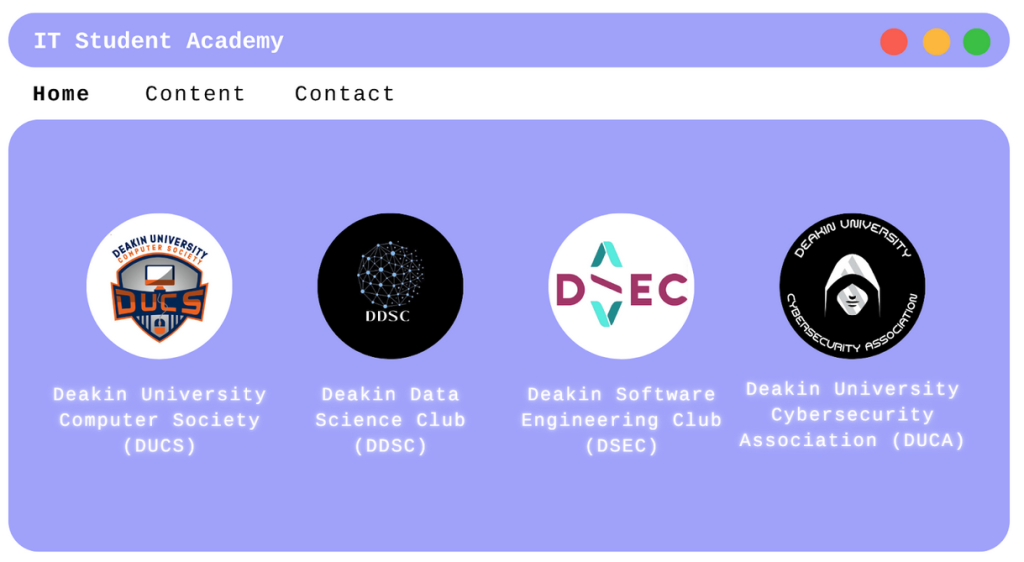 IT Student Academy
Home Content Contact
DEAKIN UNIVERSITY
COMPUTER SOCIETY
DUCS
DDSC
DSEC
DEAKIN UNIVERSITY
CYBERSECURITY ASSOCIATION
Deakin University
Computer Society
(DUCS)
Deakin Data
Science Club
(DDSC)
Deakin Software
Engineering Club
(DSEC)
Deakin University
Cybersecurity
Association (DUCA)